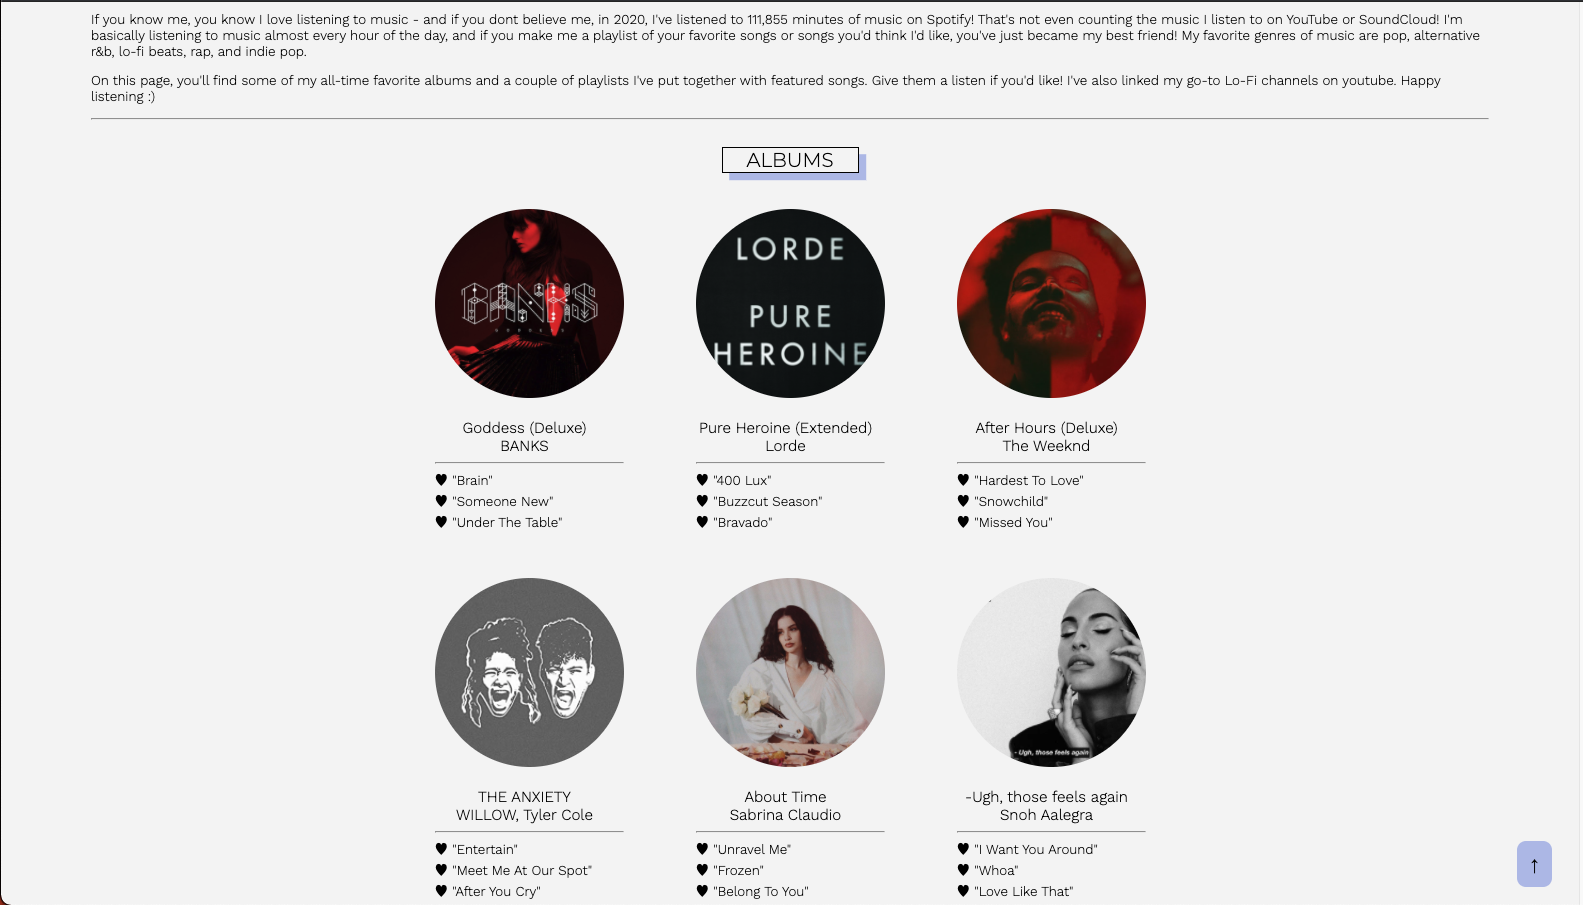 If you know me, you know I love listening to music - and if you dont believe me, in 2020, I've listened to 111,855 minutes of music on Spotify! That's not even counting the music I listen to on YouTube or SoundCloud! I'm
basically listening to music almost every hour of the day, and if you make me a playlist of your favorite songs or songs you'd think I'd like, you've just became my best friend! My favorite genres of music are pop, alternative
r&b, lo-fi beats, rap, and indie pop.
On this page, you'll find some of my all-time favorite albums and a couple of playlists I've put together with featured songs. Give them a listen if you'd like! I've also linked my go-to Lo-Fi channels on youtube. Happy
listening :)
ALBUMS
BANKS
GODDESS
Goddess (Deluxe)
BANKS
♥ "Brain"
♥ "Someone New"
♥ "Under The Table"
LORDE
PURE
HEROINE
Pure Heroine (Extended)
Lorde
♥ "400 Lux"
♥ "Buzzcut Season"
♥ "Bravado"
After Hours (Deluxe)
The Weeknd
♥ "Hardest To Love"
♥ "Snowchild"
♥ "Missed You"
THE ANXIETY
WILLOW, Tyler Cole
♥ "Entertain"
♥ "Meet Me At Our Spot"
♥ "After You Cry"
About Time
Sabrina Claudio
♥ "Unravel Me"
♥ "Frozen"
♥ "Belong To You"
- Ugh, those feels again
-Ugh, those feels again
Snoh Aalegra
♥ "I Want You Around"
♥ "Whoa"
♥ "Love Like That"
↑